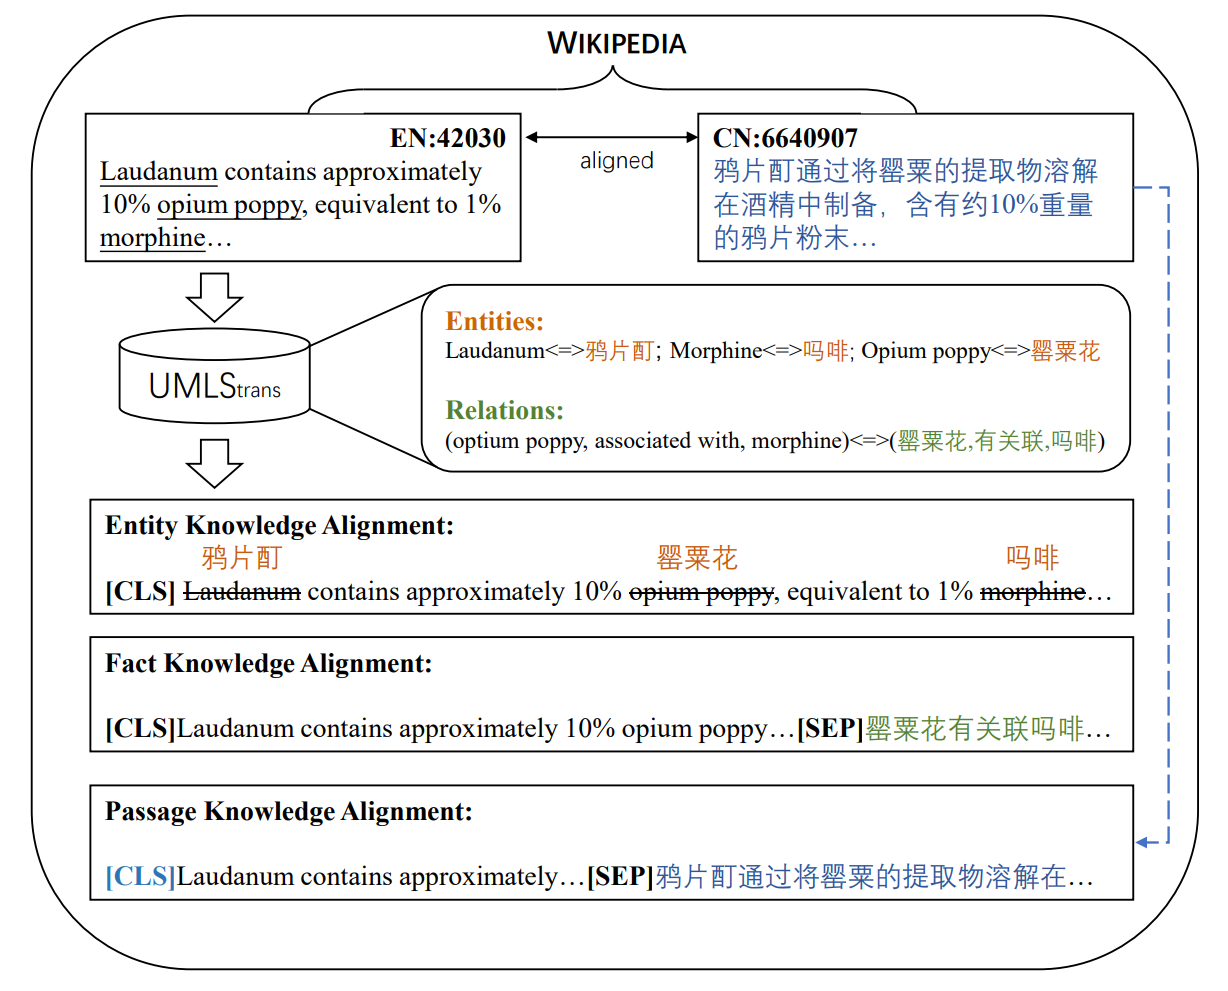 WIKIPEDIA
EN:42030
Laudanum contains approximately
10% opium poppy, equivalent to 1%
morphine…
aligned
CN:6640907
鸦片酊通过将罂粟的提取物溶解
在酒精中制备，含有约10%重量
的鸦片粉末…
UMLStrans
Entities:
Laudanum<=>鸦片酊; Morphine<=>吗啡; Opium poppy<=>罂粟花
Relations:
(optium poppy, associated with, morphine)<=>(罂粟花,有关联,吗啡)
Entity Knowledge Alignment:
鸦片酊 罂粟花 吗啡
[CLS] Laudanum contains approximately 10% opium poppy, equivalent to 1% morphine…
Fact Knowledge Alignment:
[CLS]Laudanum contains approximately 10% opium poppy…[SEP]罂粟花有关联吗啡…
Passage Knowledge Alignment:
[CLS]Laudanum contains approximately…[SEP]鸦片酊通过将罂粟的提取物溶解在…